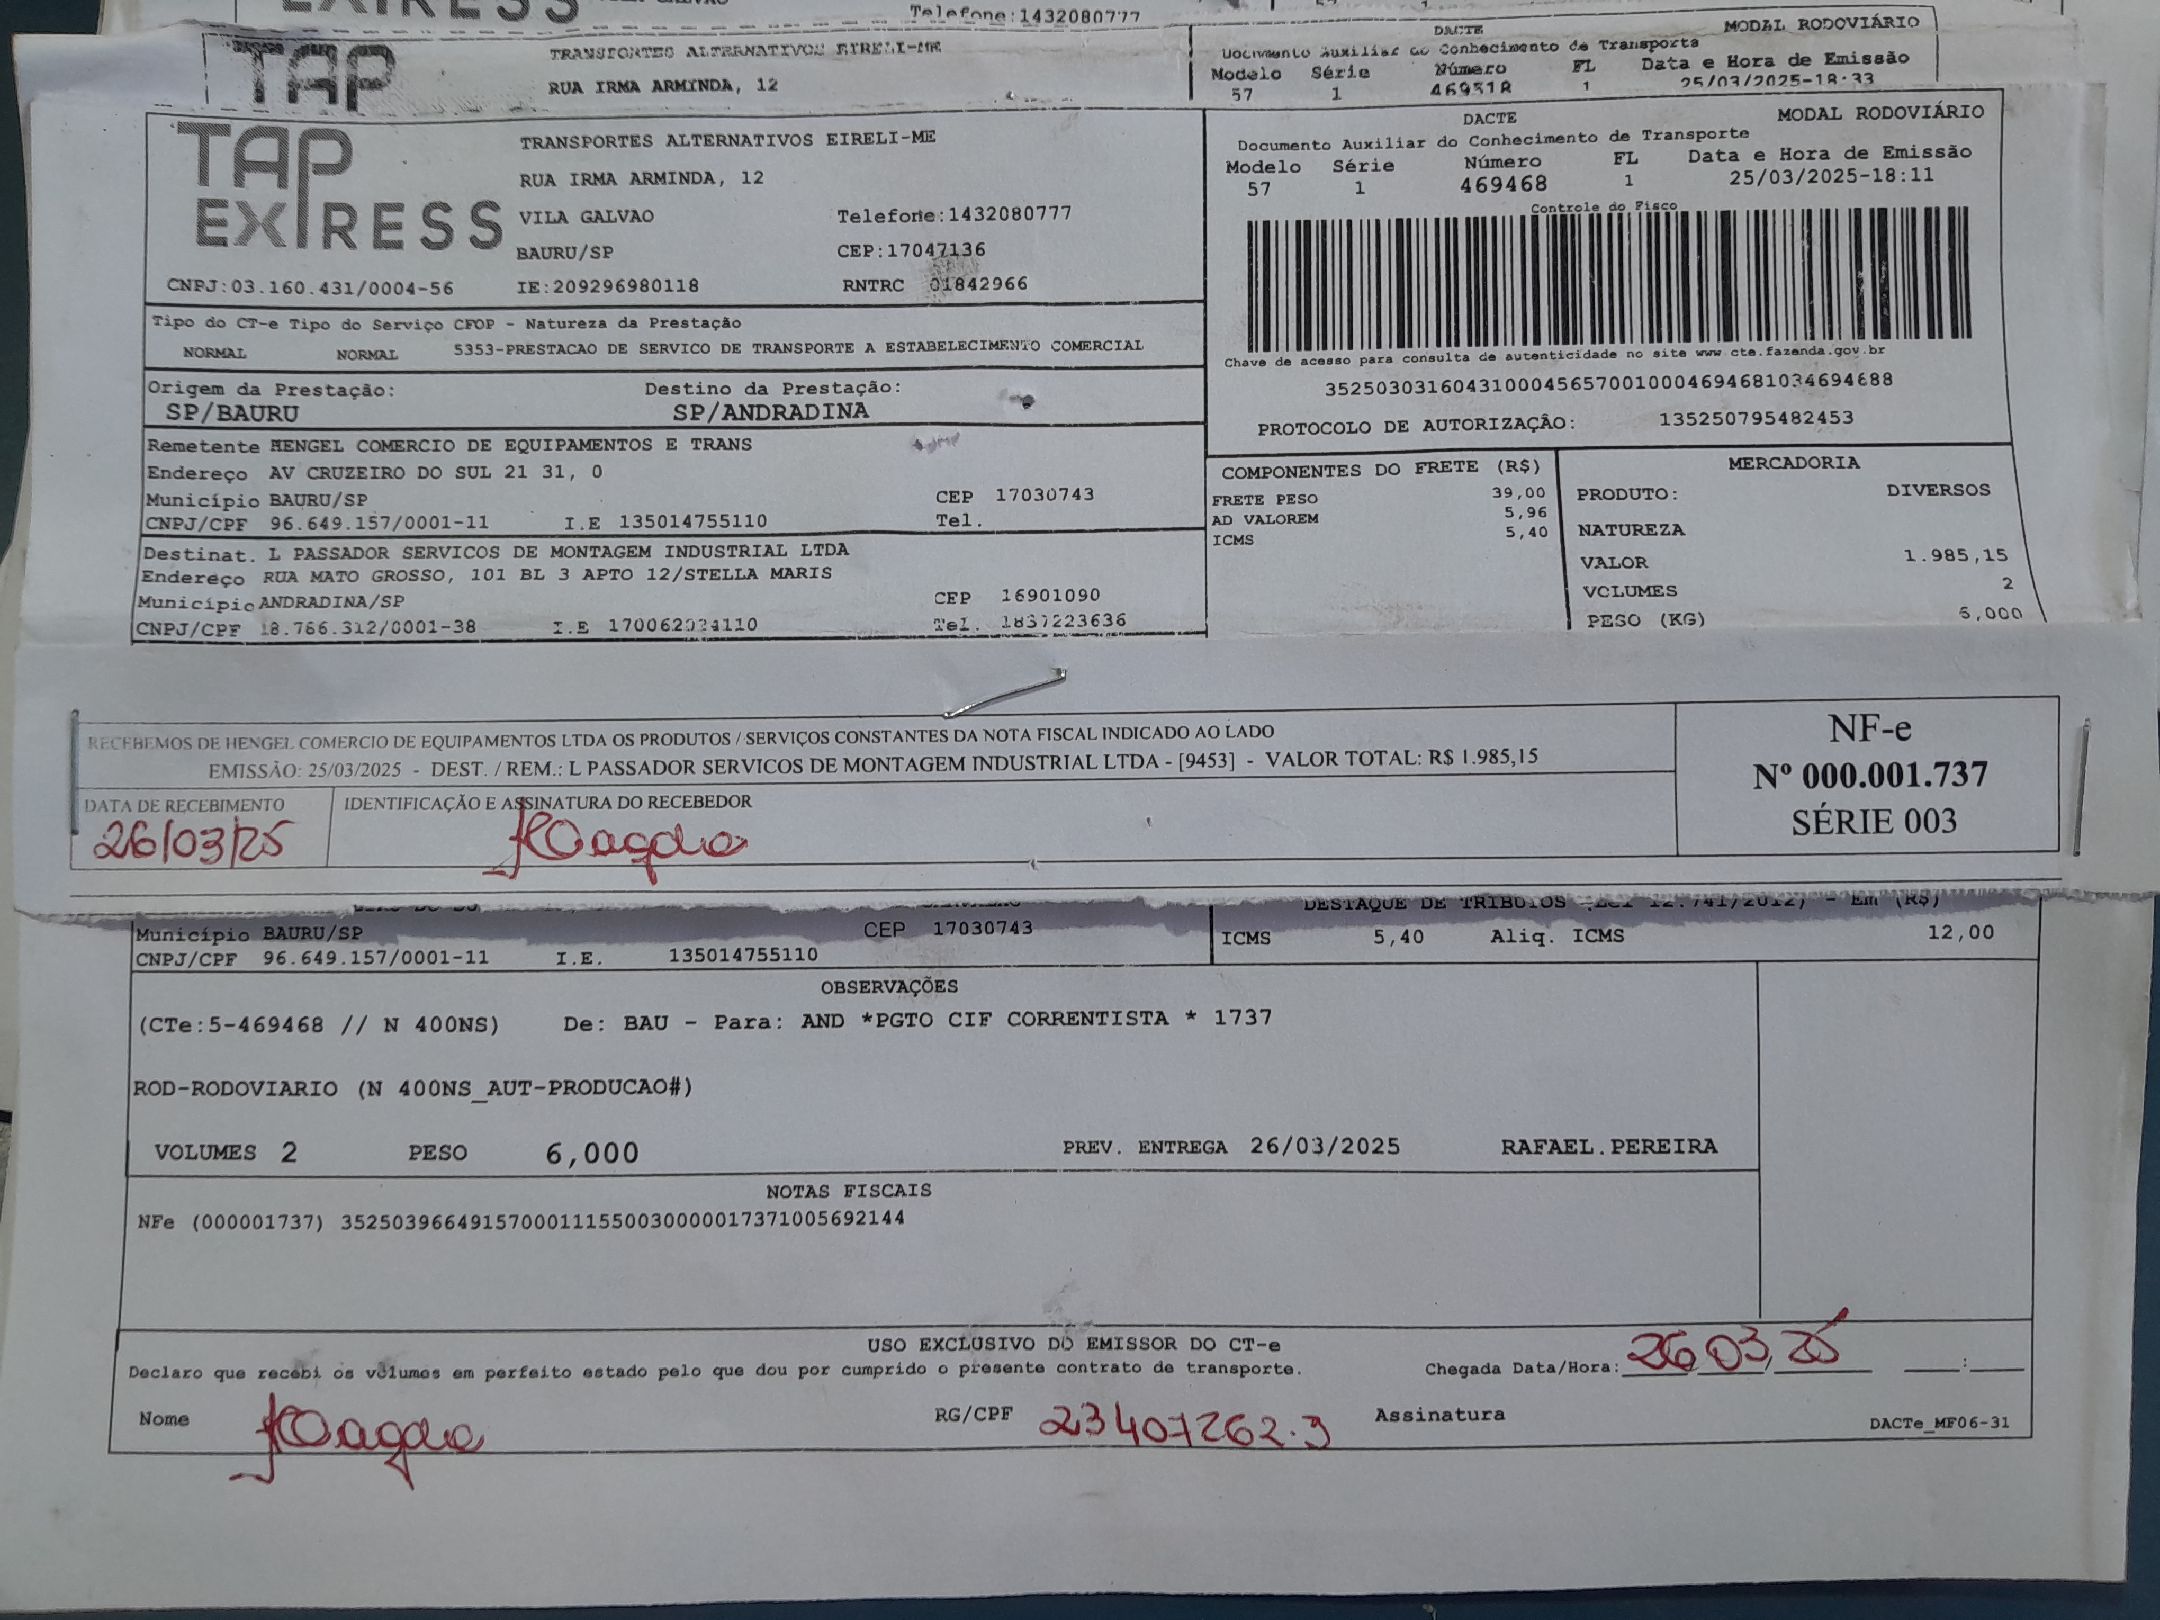 Telefone:1432080777
TRANSPORTES ALTERNATIVOS EIRELI-ME
DACTE MODAL RODOVIÁRIO
Documento Auxiliar do Conhecimento de Transporte
Modelo Série Número FL Data e Hora de Emissão
TAP
RUA IRMA ARMINDA, 12
57 1 469518 1 25/03/2025-18:33
TAP EXPRESS
TRANSPORTES ALTERNATIVOS EIRELI-ME
RUA IRMA ARMINDA, 12
VILA GALVAO Telefone:1432080777
BAURU/SP CEP:17047136
CNPJ:03.160.431/0004-56 IE:209296980118 RNTRC 01842966
DACTE MODAL RODOVIÁRIO
Documento Auxiliar do Conhecimento de Transporte
Modelo Série Número FL Data e Hora de Emissão
57 1 469468 1 25/03/2025-18:11
Controle do Fisco
Chave de acesso para consulta de autenticidade no site www.cte.fazenda.gov.br
35250303160431000456570010004694681034694688
PROTOCOLO DE AUTORIZAÇÂO: 135250795482453
Tipo do CT-e Tipo do Serviço CFOP - Natureza da Prestação
NORMAL NORMAL 5353-PRESTACAO DE SERVICO DE TRANSPORTE A ESTABELECIMENTO COMERCIAL
Origem da Prestação: Destino da Prestação:
SP/BAURU SP/ANDRADINA
Remetente HENGEL COMERCIO DE EQUIPAMENTOS E TRANS
Endereço AV CRUZEIRO DO SUL 21 31, 0
Município BAURU/SP CEP 17030743
CNPJ/CPF 96.649.157/0001-11 I.E 135014755110 Tel.
Destinat. L PASSADOR SERVICOS DE MONTAGEM INDUSTRIAL LTDA
Endereço RUA MATO GROSSO, 101 BL 3 APTO 12/STELLA MARIS
Município ANDRADINA/SP CEP 16901090
CNPJ/CPF 18.766.312/0001-38 I.E 170062024110 Tel. 1837223636
COMPONENTES DO FRETE (R$)
FRETE PESO 39,00
AD VALOREM 5,96
ICMS 5,40
MERCADORIA
PRODUTO: DIVERSOS
NATUREZA
VALOR 1.985,15
VOLUMES 2
PESO (KG) 6,000
RECEBEMOS DE HENGEL COMERCIO DE EQUIPAMENTOS LTDA OS PRODUTOS / SERVIÇOS CONSTANTES DA NOTA FISCAL INDICADO AO LADO
EMISSÃO: 25/03/2025 - DEST. / REM.: L PASSADOR SERVICOS DE MONTAGEM INDUSTRIAL LTDA - [9453] - VALOR TOTAL: R$ 1.985,15
DATA DE RECEBIMENTO IDENTIFICAÇÃO E ASSINATURA DO RECEBEDOR
26/03/25 Magda
NF-e
Nº 000.001.737
SÉRIE 003
DESTAQUE DE TRIBUTOS (LEI 12.741/2012) - Em (R$)
Município BAURU/SP CEP 17030743
ICMS 5,40 Aliq. ICMS 12,00
CNPJ/CPF 96.649.157/0001-11 I.E. 135014755110
OBSERVAÇÕES
(CTe:5-469468 // N 400NS) De: BAU - Para: AND *PGTO CIF CORRENTISTA * 1737
ROD-RODOVIARIO (N 400NS_AUT-PRODUCAO#)
VOLUMES 2 PESO 6,000 PREV. ENTREGA 26/03/2025 RAFAEL.PEREIRA
NOTAS FISCAIS
NFe (000001737) 35250396649157000111550030000017371005692144
USO EXCLUSIVO DO EMISSOR DO CT-e
Declaro que recebi os volumes em perfeito estado pelo que dou por cumprido o presente contrato de transporte. Chegada Data/Hora: 26 03, 25 __:__
Nome Magda RG/CPF 23407262.9 Assinatura
DACTe_MF06-31